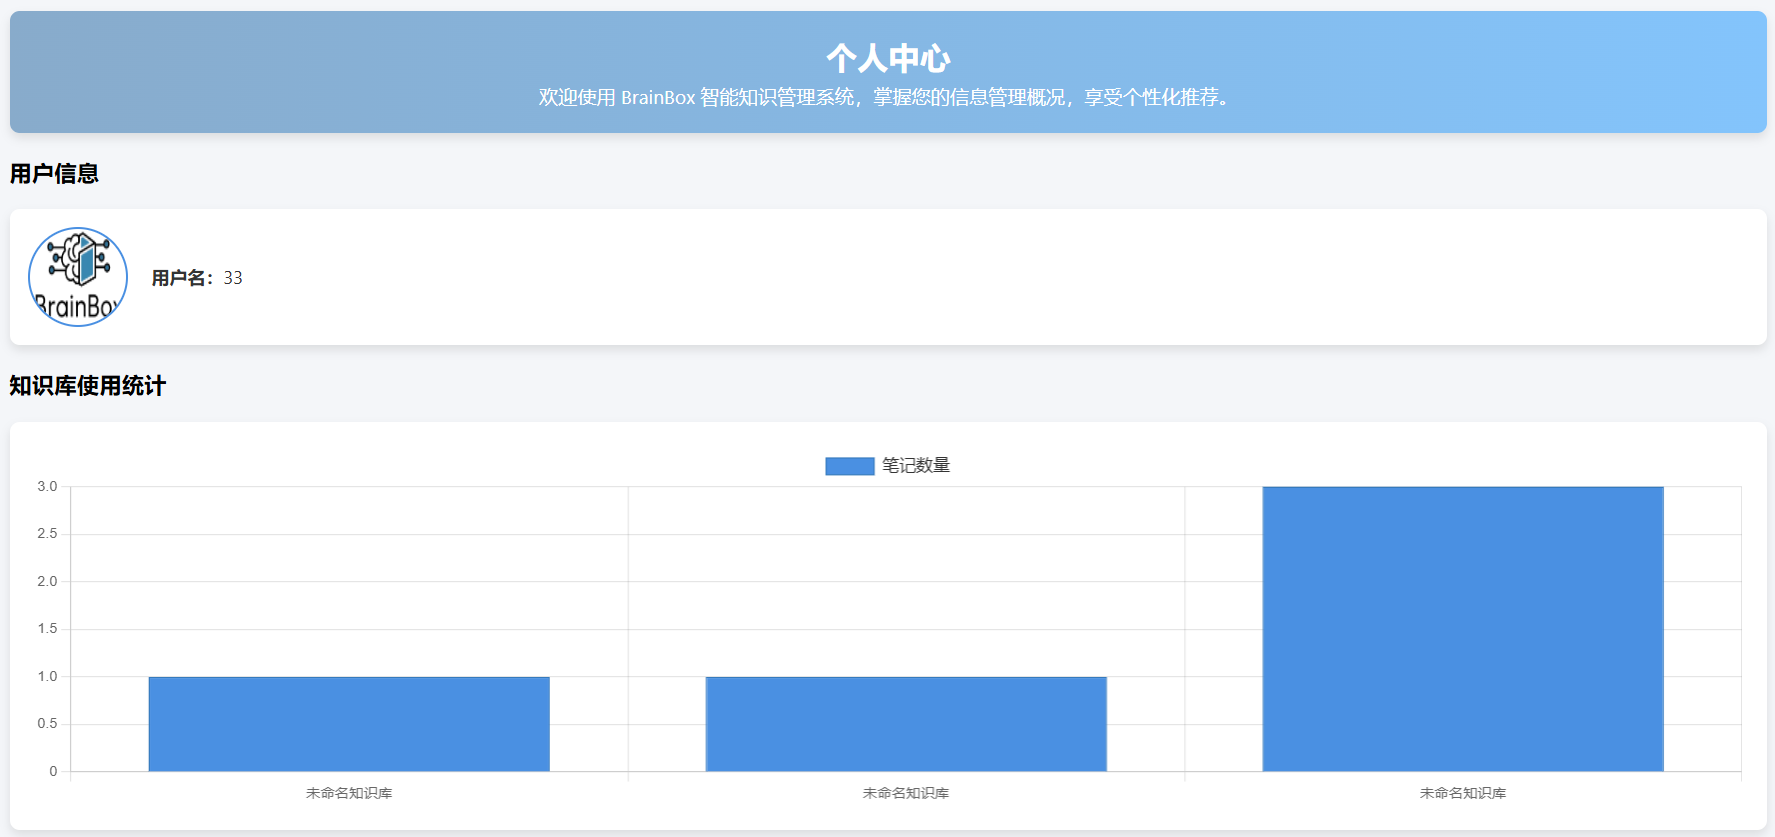 个人中心
欢迎使用 BrainBox 智能知识管理系统，掌握您的信息管理概况，享受个性化推荐。
用户信息
BrainBox
用户名：33
知识库使用统计
笔记数量
3.0
2.5
2.0
1.5
1.0
0.5
0
未命名知识库
未命名知识库
未命名知识库